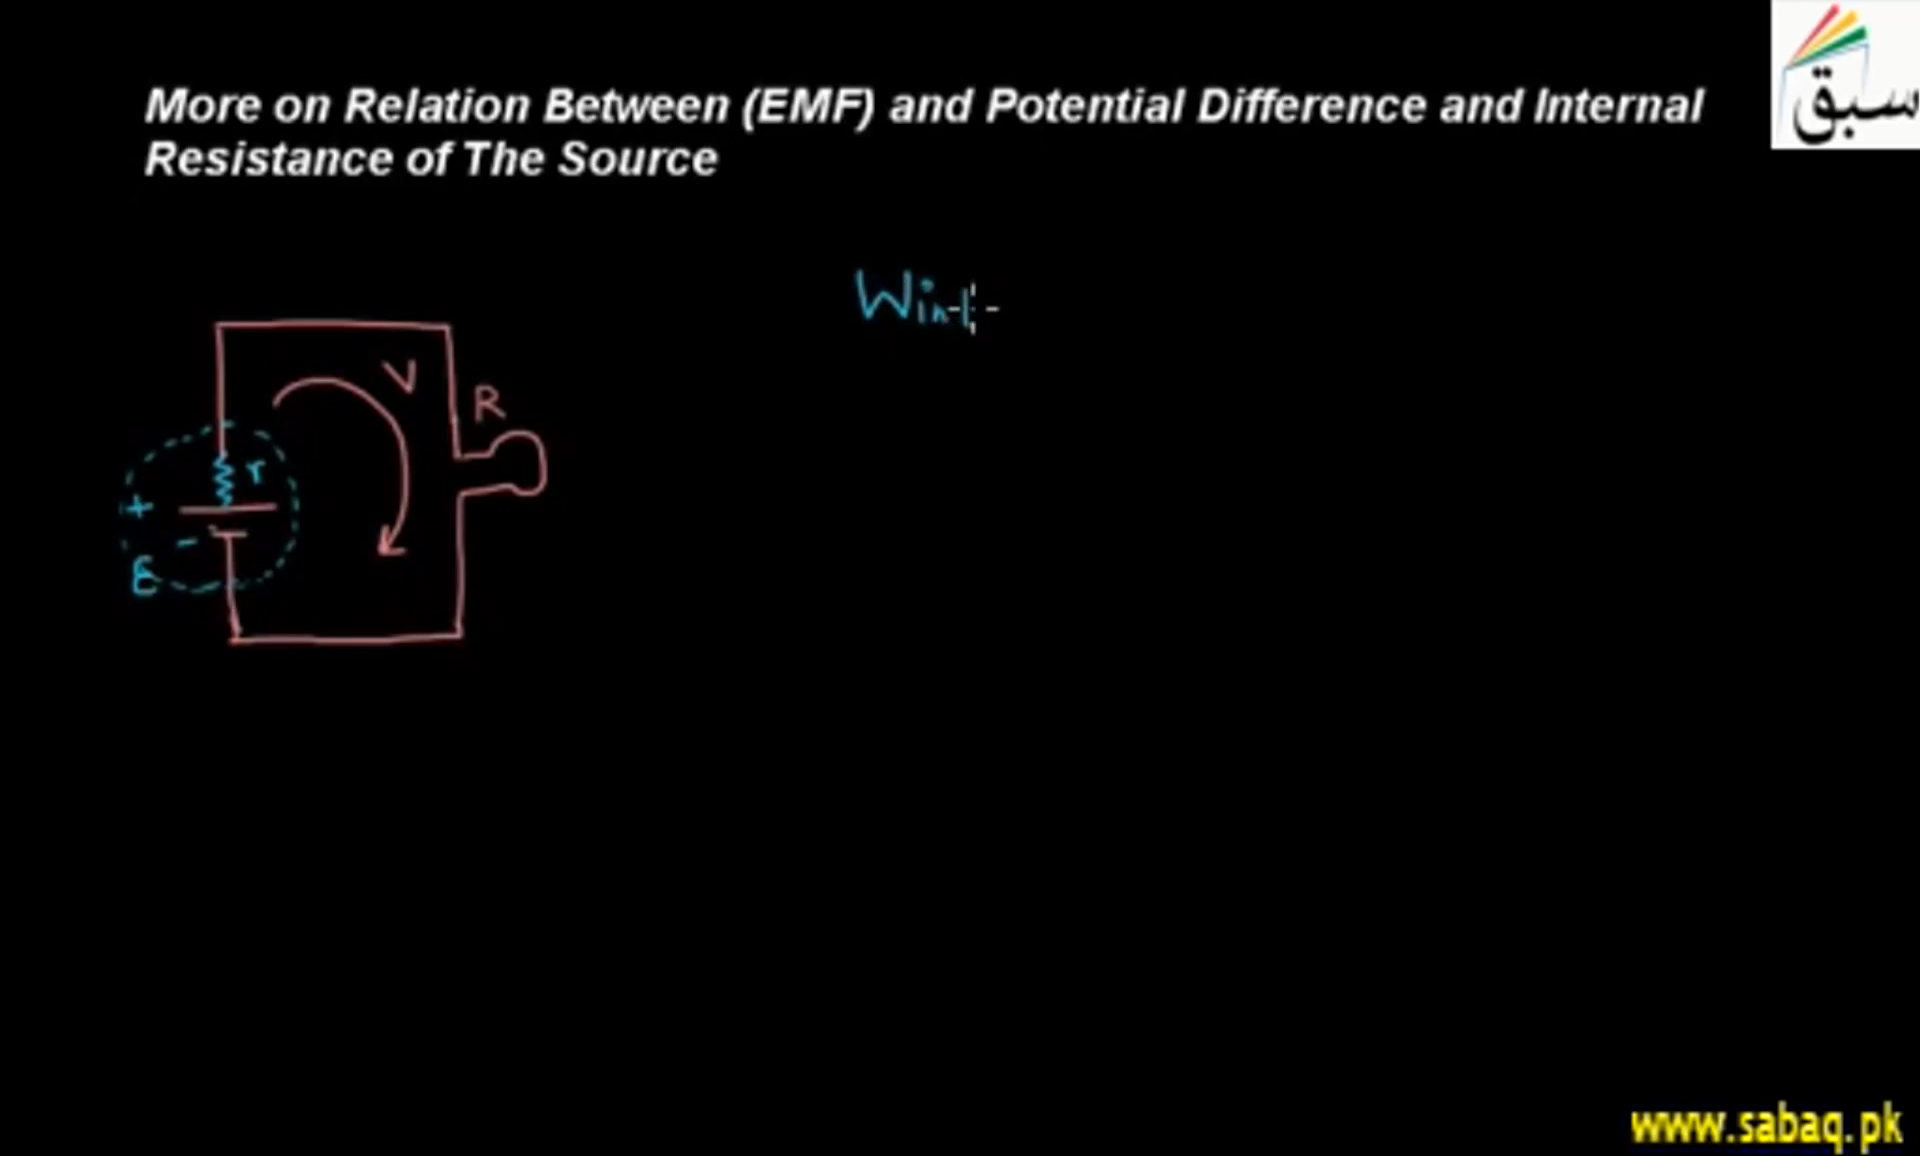 More on Relation Between (EMF) and Potential Difference and Internal
Resistance of The Source
سبق
Wint
V
R
r
+
-
ε
www.sabaq.pk